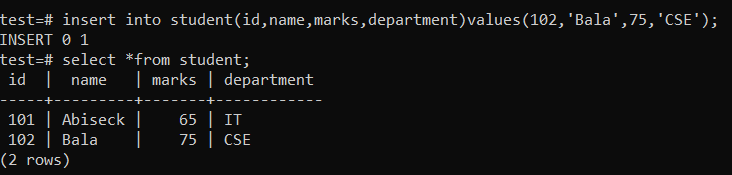 test=# insert into student(id,name,marks,department)values(102,'Bala',75,'CSE');
INSERT 0 1
test=# select *from student;
 id  |  name   | marks | department
-----+---------+-------+------------
 101 | Abiseck |    65 | IT
 102 | Bala    |    75 | CSE
(2 rows)